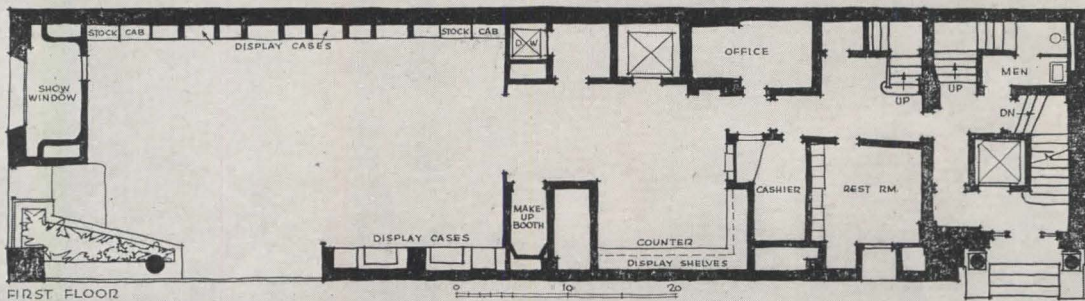 STOCK CAB
DISPLAY CASES
STOCK CAB
D.W
OFFICE
SHOW
WINDOW
UP
UP
MEN
DN
MAKE-
UP
BOOTH
CASHIER
REST RM.
DISPLAY CASES
COUNTER
DISPLAY SHELVES
FIRST FLOOR
0 10 20